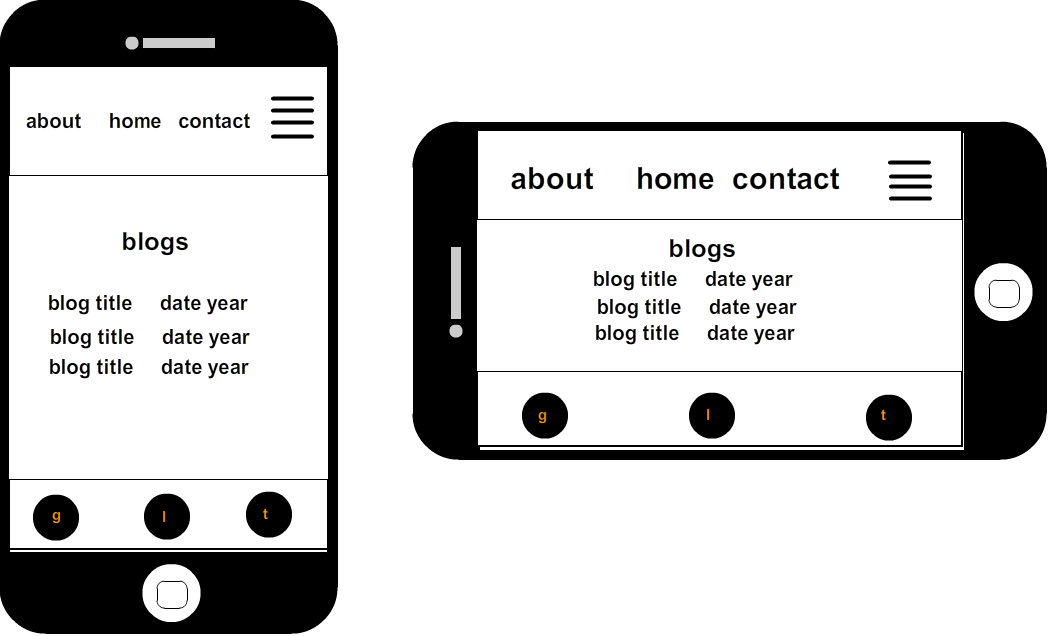 about home contact
blogs
blog title date year
blog title date year
blog title date year
g l t
about home contact
blogs
blog title date year
blog title date year
blog title date year
g l t